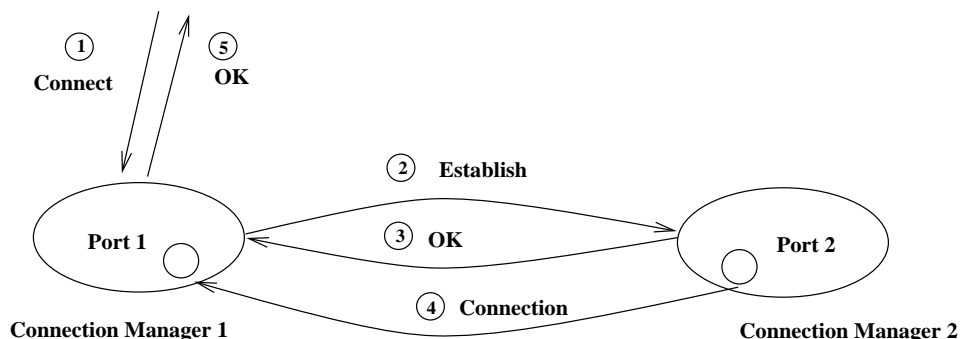 1
5
Connect
OK
2 Establish
Port 1
3 OK
Port 2
4 Connection
Connection Manager 1
Connection Manager 2